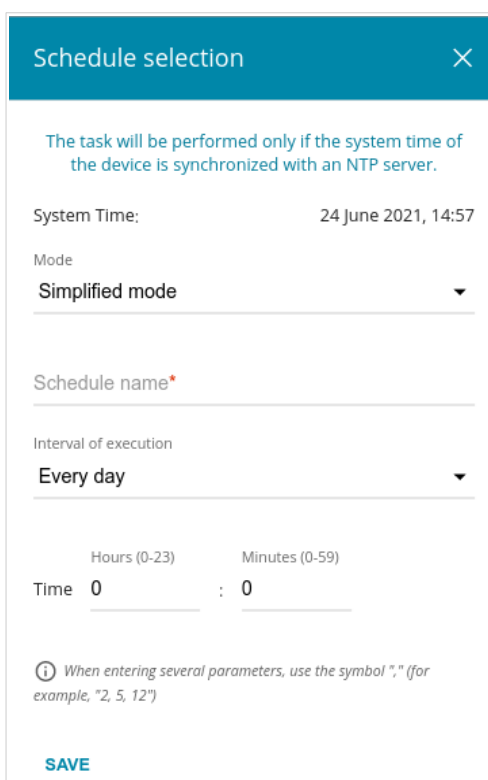 Schedule selection
The task will be performed only if the system time of
the device is synchronized with an NTP server.
System Time: 24 June 2021, 14:57
Mode
Simplified mode
Schedule name*
Interval of execution
Every day
Hours (0-23) Minutes (0-59)
Time 0 : 0
When entering several parameters, use the symbol "," (for
example, "2, 5, 12")
SAVE